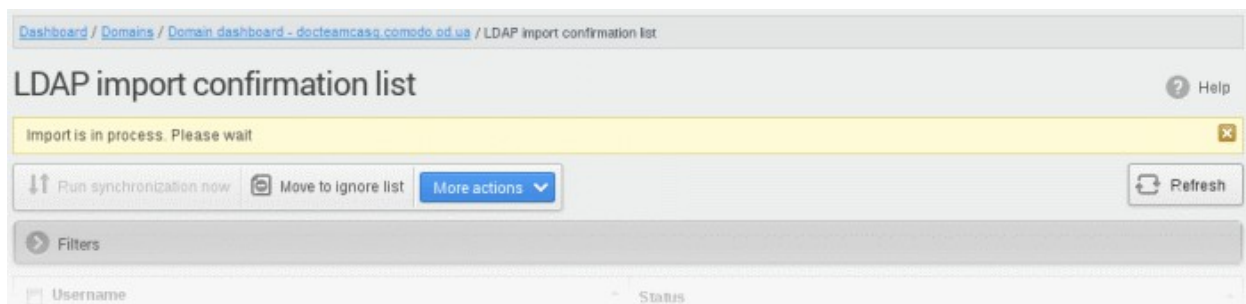 Dashboard / Domains / Domain dashboard - docteamcasg.comodo.od.ua / LDAP import confirmation list
LDAP import confirmation list
Help
Import is in process. Please wait
Run synchronization now
Move to ignore list
More actions
Refresh
Filters
Username
Status